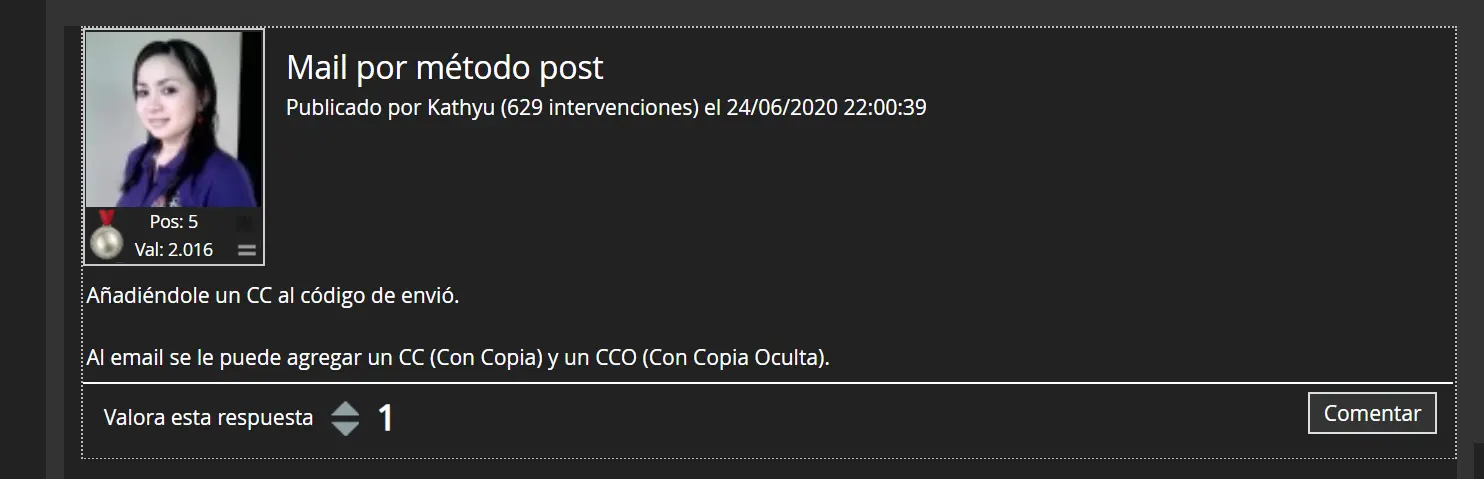 Mail por método post
Publicado por Kathyu (629 intervenciones) el 24/06/2020 22:00:39
Pos: 5
Val: 2.016
Añadiéndole un CC al código de envió.
Al email se le puede agregar un CC (Con Copia) y un CCO (Con Copia Oculta).
Valora esta respuesta 1
Comentar